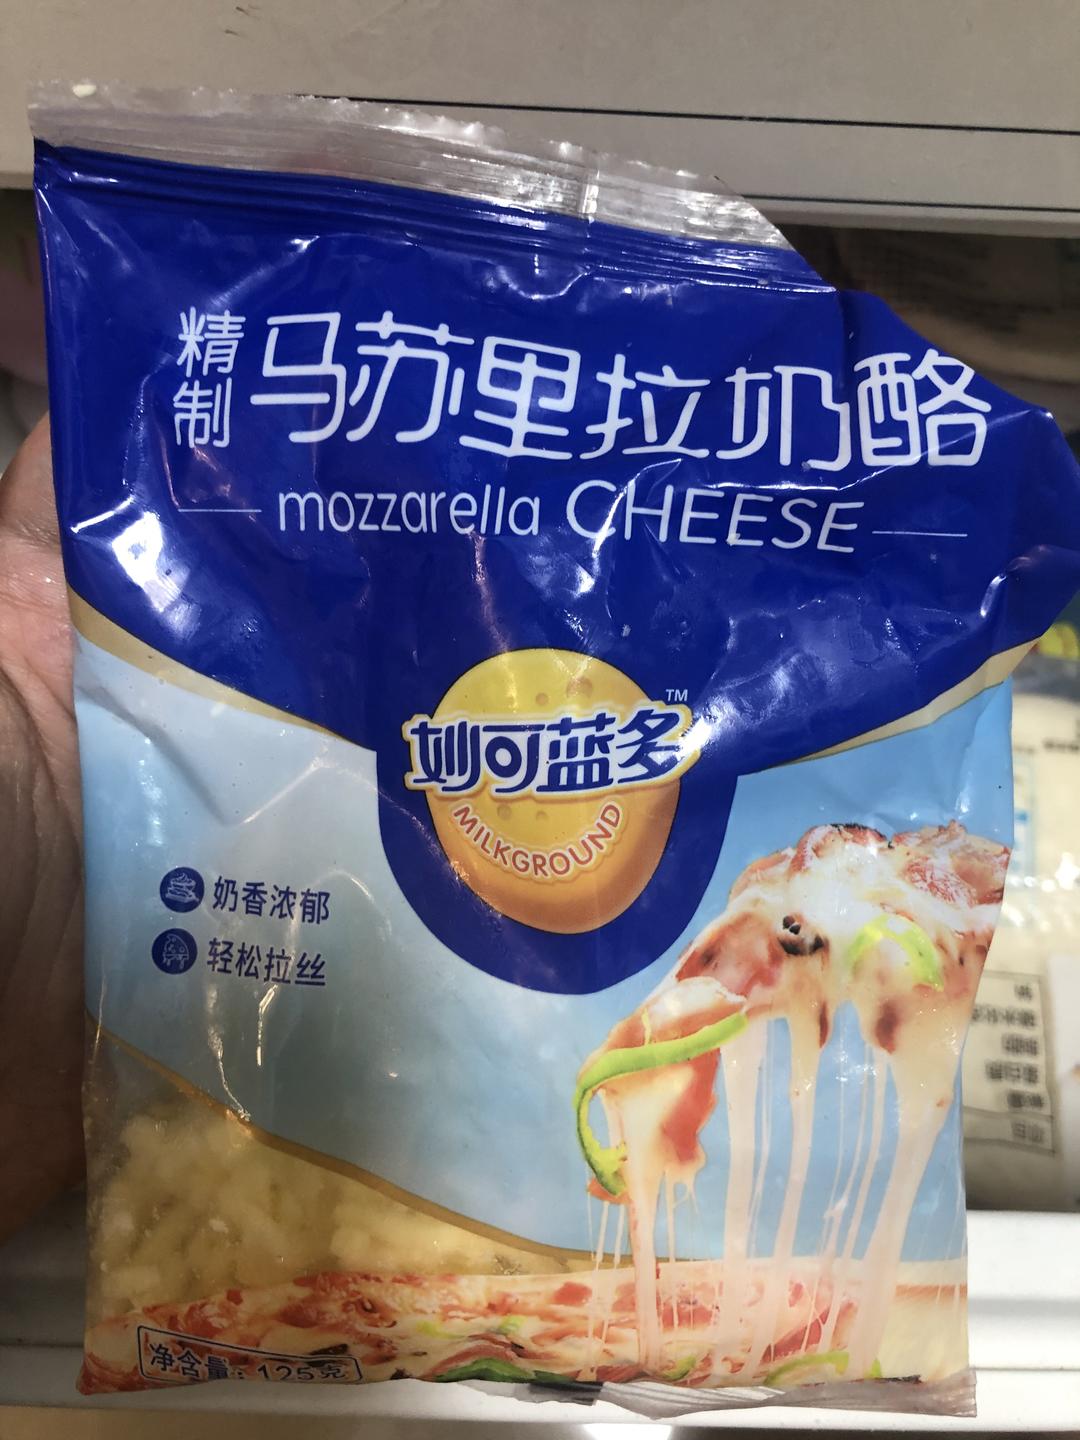 精制 马苏里拉奶酪
mozzarella CHEESE
妙可蓝多 TM
MILKGROUND
奶香浓郁
轻松拉丝
净含量：125克